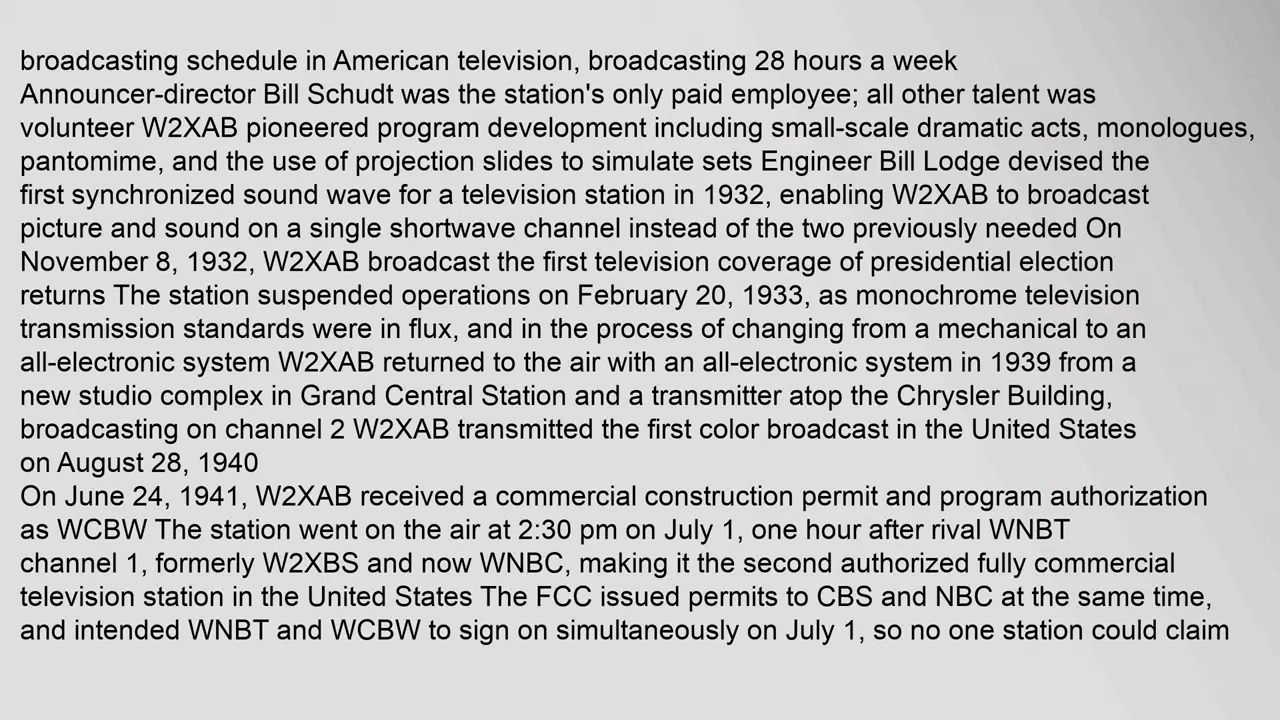 broadcasting schedule in American television, broadcasting 28 hours a week
Announcer-director Bill Schudt was the station's only paid employee; all other talent was
volunteer W2XAB pioneered program development including small-scale dramatic acts, monologues,
pantomime, and the use of projection slides to simulate sets Engineer Bill Lodge devised the
first synchronized sound wave for a television station in 1932, enabling W2XAB to broadcast
picture and sound on a single shortwave channel instead of the two previously needed On
November 8, 1932, W2XAB broadcast the first television coverage of presidential election
returns The station suspended operations on February 20, 1933, as monochrome television
transmission standards were in flux, and in the process of changing from a mechanical to an
all-electronic system W2XAB returned to the air with an all-electronic system in 1939 from a
new studio complex in Grand Central Station and a transmitter atop the Chrysler Building,
broadcasting on channel 2 W2XAB transmitted the first color broadcast in the United States
on August 28, 1940
On June 24, 1941, W2XAB received a commercial construction permit and program authorization
as WCBW The station went on the air at 2:30 pm on July 1, one hour after rival WNBT
channel 1, formerly W2XBS and now WNBC, making it the second authorized fully commercial
television station in the United States The FCC issued permits to CBS and NBC at the same time,
and intended WNBT and WCBW to sign on simultaneously on July 1, so no one station could claim